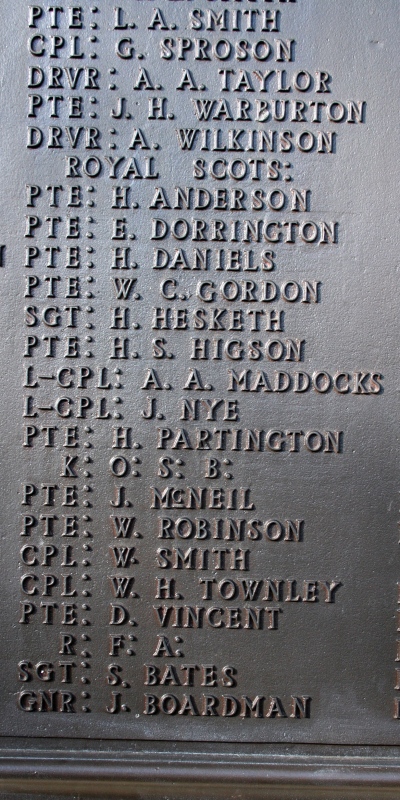 PTE: L. A. SMITH
CPL: G. SPROSON
DRVR: A. A. TAYLOR
PTE: J. H. WARBURTON
DRVR: A. WILKINSON
ROYAL SCOTS:
PTE: H. ANDERSON
PTE: E. DORRINGTON
PTE: H. DANIELS
PTE: W. C. GORDON
SGT: H. HESKETH
PTE: H. S. HIGSON
L-CPL: A. A. MADDOCKS
L-CPL: J. NYE
PTE: H. PARTINGTON
K: O: S: B:
PTE: J. McNEIL
PTE: W. ROBINSON
CPL: W. SMITH
CPL: W. H. TOWNLEY
PTE: D. VINCENT
R: F: A:
SGT: S. BATES
GNR: J. BOARDMAN